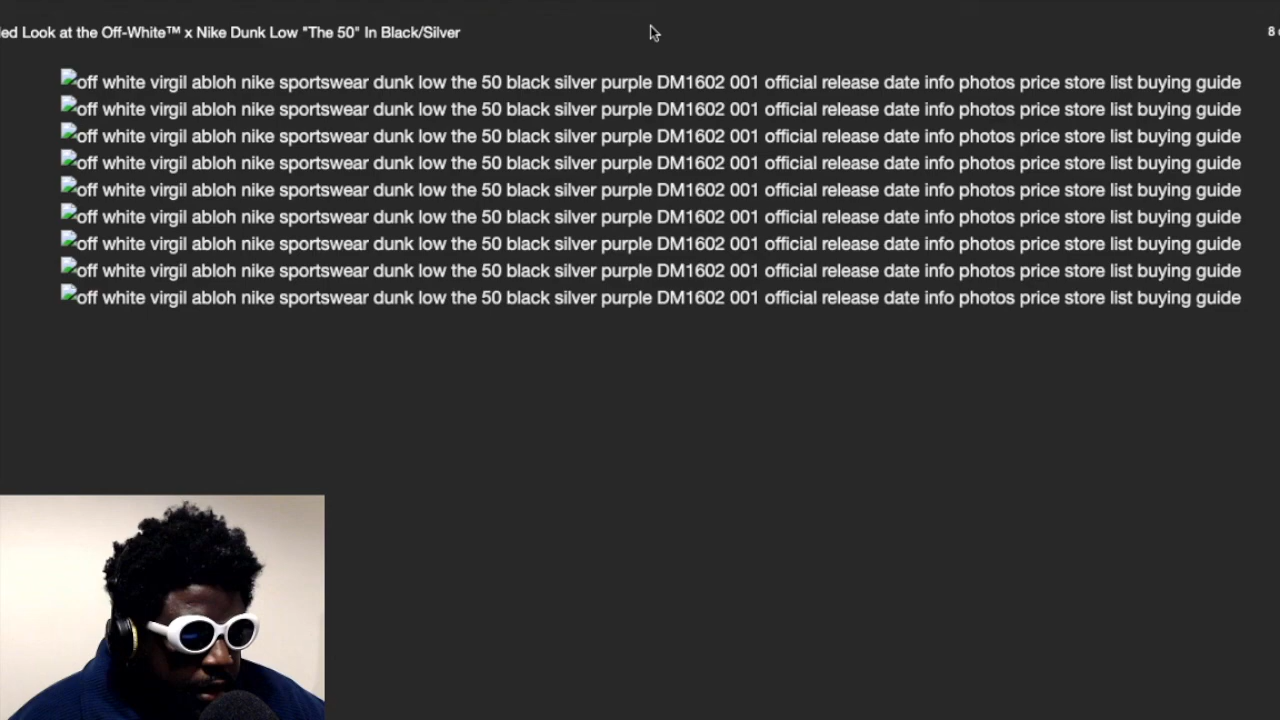 led Look at the Off-White™ x Nike Dunk Low "The 50" In Black/Silver
8
off white virgil abloh nike sportswear dunk low the 50 black silver purple DM1602 001 official release date info photos price store list buying guide
off white virgil abloh nike sportswear dunk low the 50 black silver purple DM1602 001 official release date info photos price store list buying guide
off white virgil abloh nike sportswear dunk low the 50 black silver purple DM1602 001 official release date info photos price store list buying guide
off white virgil abloh nike sportswear dunk low the 50 black silver purple DM1602 001 official release date info photos price store list buying guide
off white virgil abloh nike sportswear dunk low the 50 black silver purple DM1602 001 official release date info photos price store list buying guide
off white virgil abloh nike sportswear dunk low the 50 black silver purple DM1602 001 official release date info photos price store list buying guide
off white virgil abloh nike sportswear dunk low the 50 black silver purple DM1602 001 official release date info photos price store list buying guide
off white virgil abloh nike sportswear dunk low the 50 black silver purple DM1602 001 official release date info photos price store list buying guide
off white virgil abloh nike sportswear dunk low the 50 black silver purple DM1602 001 official release date info photos price store list buying guide